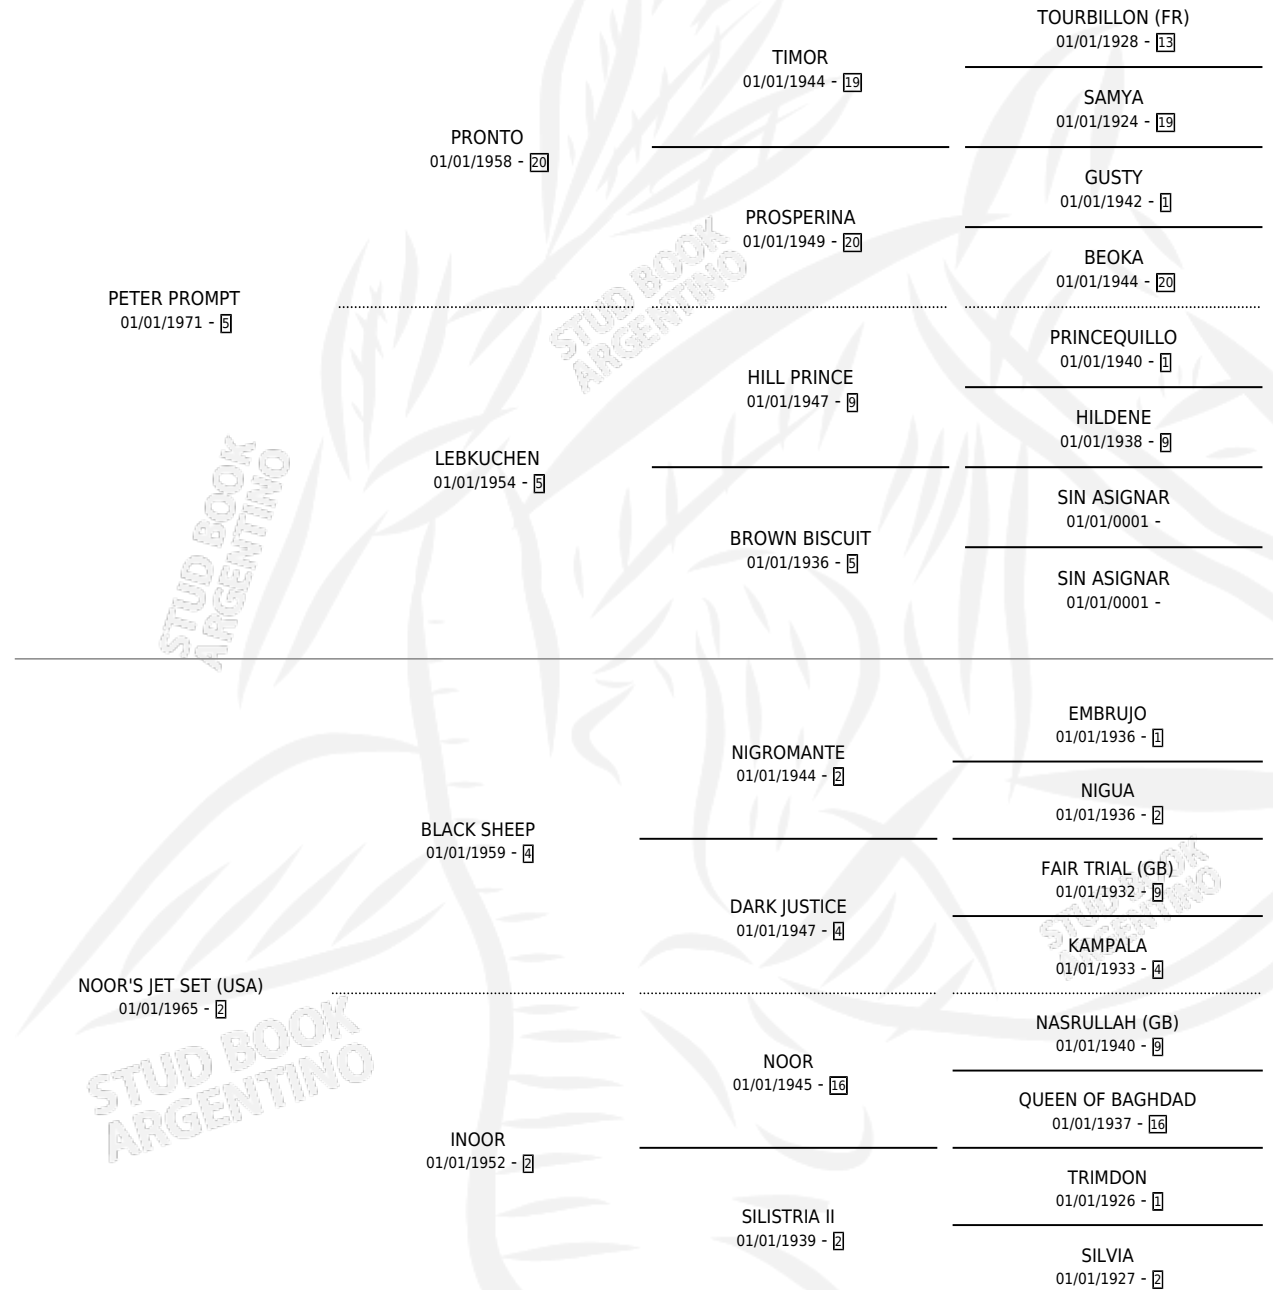 TOURBILLON (FR)
01/01/1928 - 13
TIMOR
01/01/1944 - 19
SAMYA
01/01/1924 - 19
PRONTO
01/01/1958 - 20
GUSTY
01/01/1942 - 1
PROSPERINA
01/01/1949 - 20
BEOKA
01/01/1944 - 20
PETER PROMPT
01/01/1971 - 5
PRINCEQUILLO
01/01/1940 - 1
HILL PRINCE
01/01/1947 - 9
HILDENE
01/01/1938 - 9
LEBKUCHEN
01/01/1954 - 5
SIN ASIGNAR
01/01/0001 -
BROWN BISCUIT
01/01/1936 - 5
SIN ASIGNAR
01/01/0001 -
EMBRUJO
01/01/1936 - 1
NIGROMANTE
01/01/1944 - 2
NIGUA
01/01/1936 - 2
BLACK SHEEP
01/01/1959 - 4
FAIR TRIAL (GB)
01/01/1932 - 9
DARK JUSTICE
01/01/1947 - 4
KAMPALA
01/01/1933 - 4
NOOR'S JET SET (USA)
01/01/1965 - 2
NASRULLAH (GB)
01/01/1940 - 9
NOOR
01/01/1945 - 16
QUEEN OF BAGHDAD
01/01/1937 - 16
INOOR
01/01/1952 - 2
TRIMDON
01/01/1926 - 1
SILISTRIA II
01/01/1939 - 2
SILVIA
01/01/1927 - 2
STUD BOOK
ARGENTINO
STUD BOOK
ARGENTINO
STUD BOOK
ARGENTINO
STUD BOOK
ARGENTINO